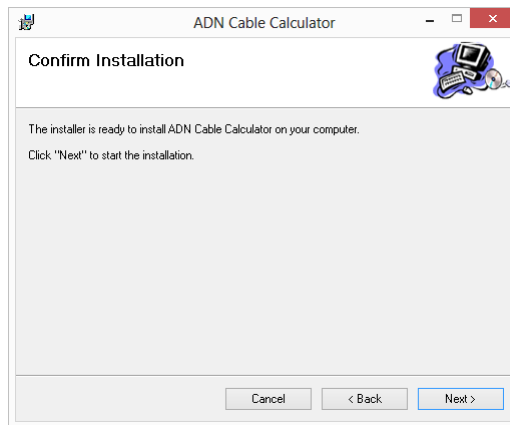 ADN Cable Calculator
Confirm Installation
The installer is ready to install ADN Cable Calculator on your computer.
Click "Next" to start the installation.
Cancel
< Back
Next >